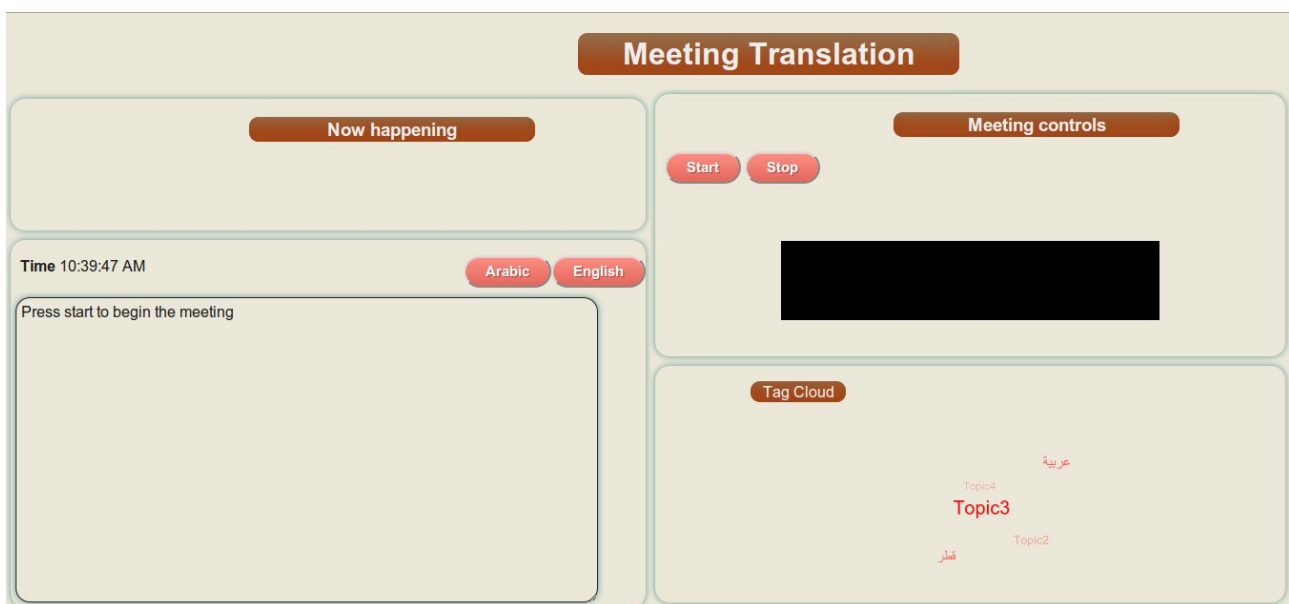 Meeting Translation
Now happening
Time 10:39:47 AM
Arabic English
Press start to begin the meeting
Meeting controls
Start Stop
Tag Cloud
عربية
Topic4
Topic3
Topic2
قطر